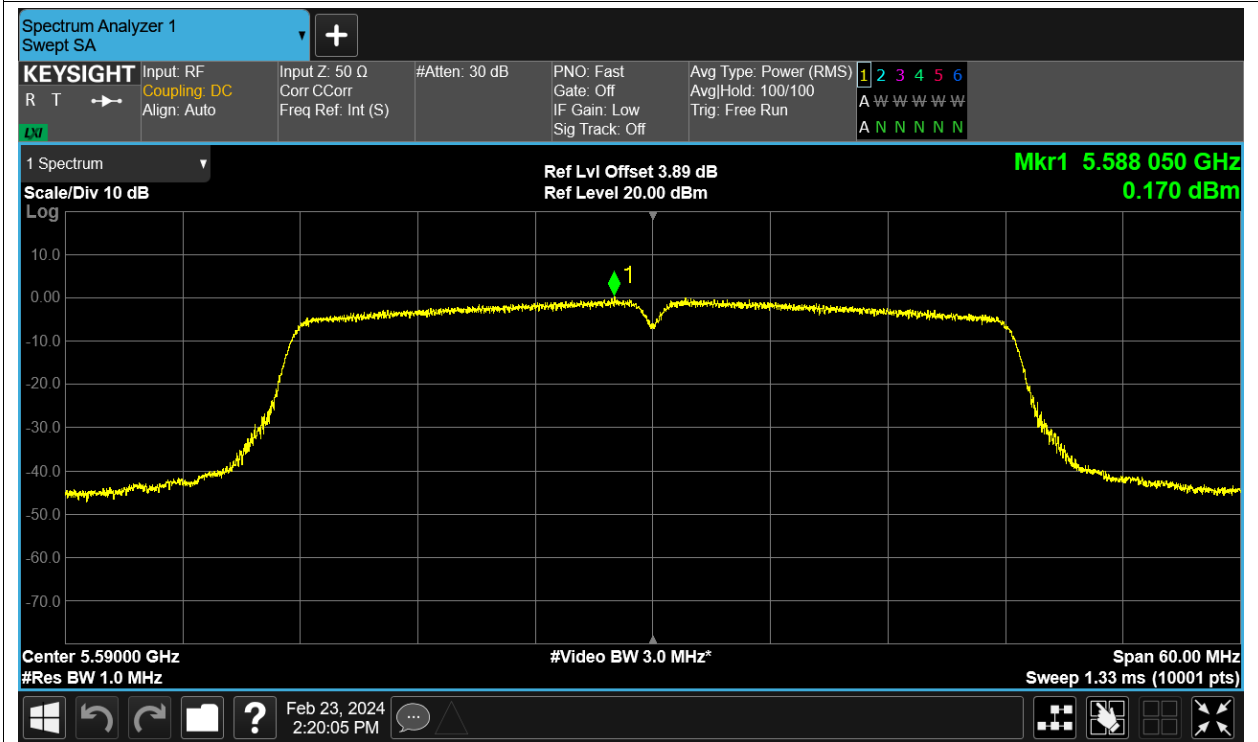 Spectrum Analyzer 1
Swept SA
+
KEYSIGHT
R T
LXI
Input: RF
Coupling: DC
Align: Auto
Input Z: 50 Ω
Corr CCorr
Freq Ref: Int (S)
#Atten: 30 dB
PNO: Fast
Gate: Off
IF Gain: Low
Sig Track: Off
Avg Type: Power (RMS)
Avg|Hold: 100/100
Trig: Free Run
1 2 3 4 5 6
A W W W W W
A N N N N N
1 Spectrum
Scale/Div 10 dB
Log
Ref Lvl Offset 3.89 dB
Ref Level 20.00 dBm
Mkr1 5.588 050 GHz
0.170 dBm
10.0
0.00
-10.0
-20.0
-30.0
-40.0
-50.0
-60.0
-70.0
1
Center 5.59000 GHz
#Res BW 1.0 MHz
#Video BW 3.0 MHz*
Span 60.00 MHz
Sweep 1.33 ms (10001 pts)
?
Feb 23, 2024
2:20:05 PM